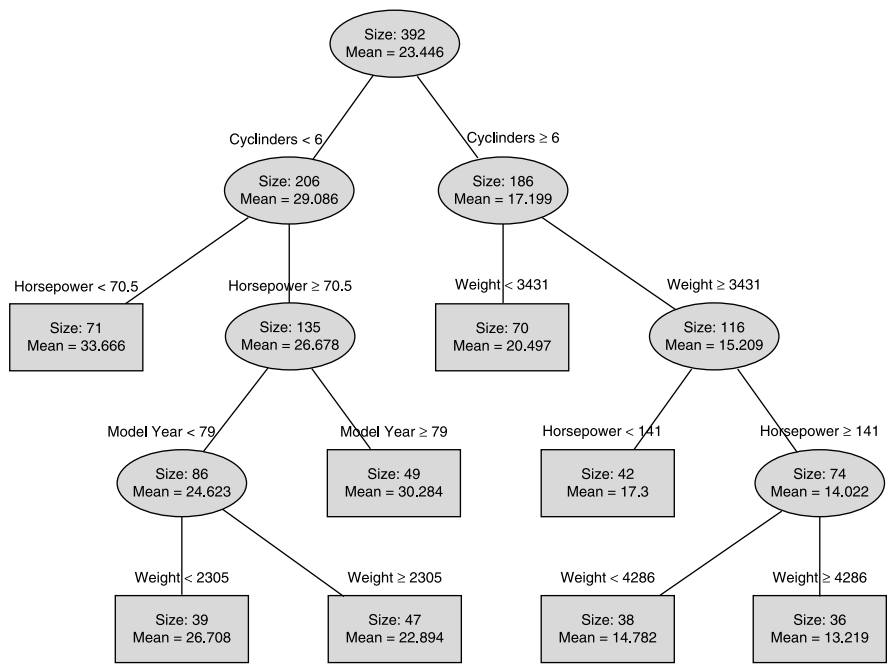 Size: 392
Mean = 23.446
Cyclinders < 6
Cyclinders ≥ 6
Size: 206
Mean = 29.086
Size: 186
Mean = 17.199
Horsepower < 70.5
Horsepower ≥ 70.5
Weight < 3431
Weight ≥ 3431
Size: 71
Mean = 33.666
Size: 135
Mean = 26.678
Size: 70
Mean = 20.497
Size: 116
Mean = 15.209
Model Year < 79
Model Year ≥ 79
Horsepower < 141
Horsepower ≥ 141
Size: 86
Mean = 24.623
Size: 49
Mean = 30.284
Size: 42
Mean = 17.3
Size: 74
Mean = 14.022
Weight < 2305
Weight ≥ 2305
Weight < 4286
Weight ≥ 4286
Size: 39
Mean = 26.708
Size: 47
Mean = 22.894
Size: 38
Mean = 14.782
Size: 36
Mean = 13.219